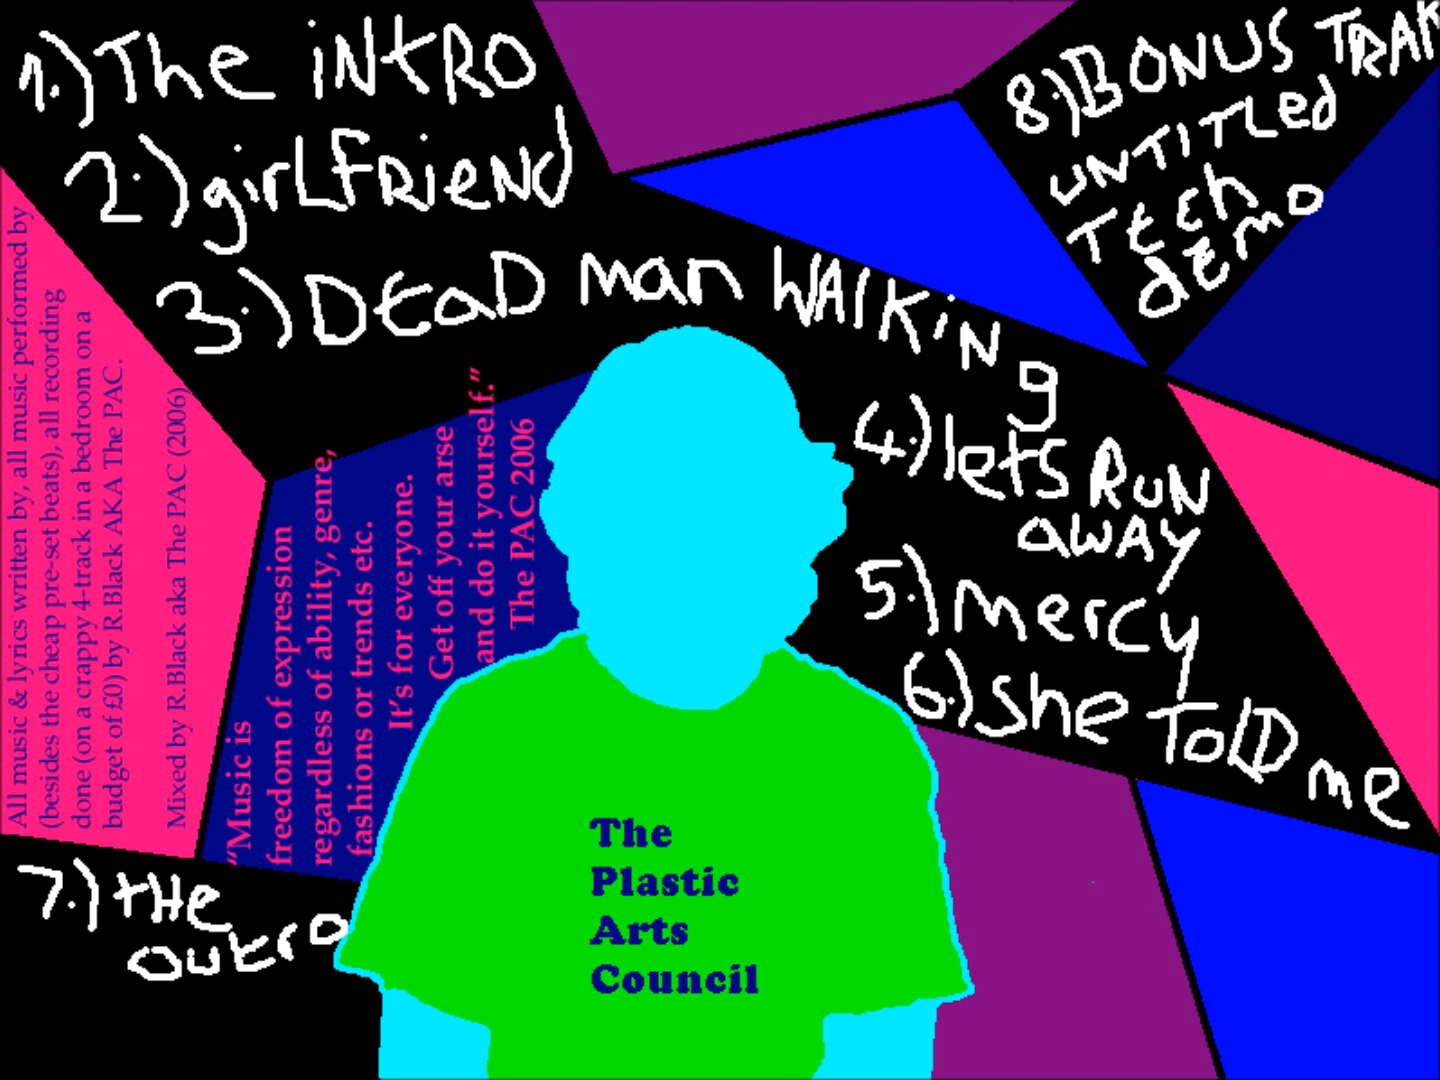 1.) The iNtRO
2.) girLFRieNd
3.) DEaD man WAlKiNg
4.) lets RuN
aWAY
5.) mercy
6.) She TolD me
7.) tHe
outro
8.) BONUS TRAK
UNTITLed
Tech
dEmo
All music & lyrics written by, all music performed by
(besides the cheap pre-set beats), all recording
done (on a crappy 4-track in a bedroom on a
budget of £0) by R.Black AKA The PAC.
Mixed by R.Black aka The PAC (2006)
“Music is
freedom of expression
regardless of ability, genre,
fashions or trends etc.
It's for everyone.
Get off your arse
and do it yourself.”
The PAC 2006
The
Plastic
Arts
Council